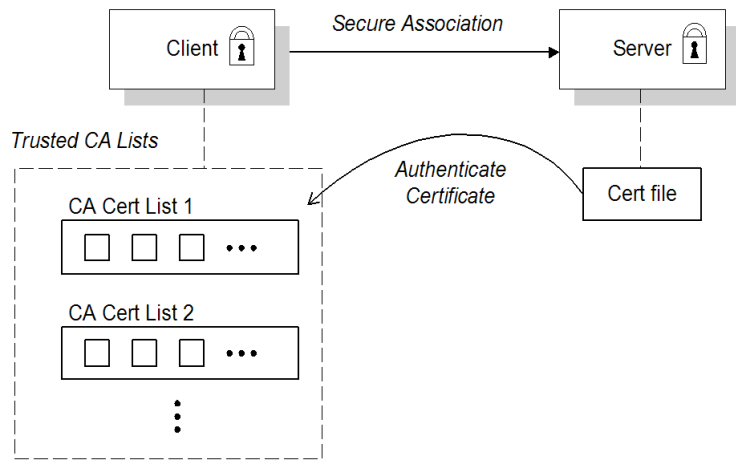 Secure Association
Client
Server
Trusted CA Lists
Authenticate
Certificate
Cert file
CA Cert List 1
CA Cert List 2